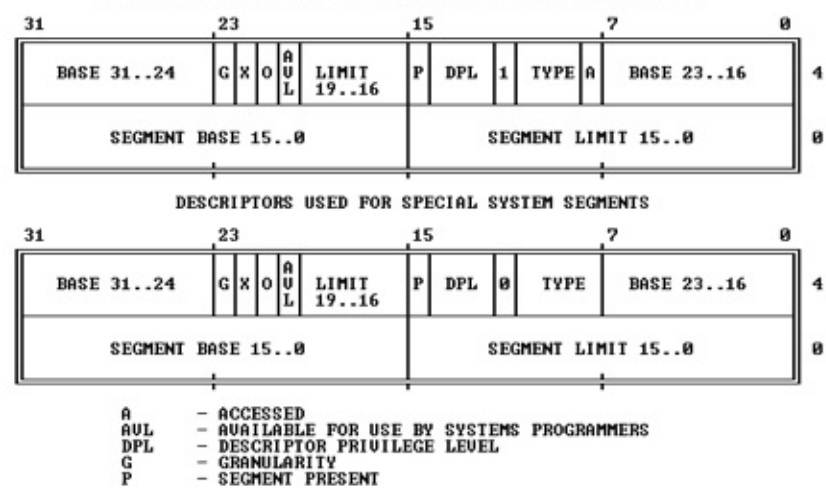 31 23 15 7 0
BASE 31..24 G X O AVL LIMIT 19..16 P DPL 1 TYPE A BASE 23..16 4
SEGMENT BASE 15..0 SEGMENT LIMIT 15..0 0
DESCRIPTORS USED FOR SPECIAL SYSTEM SEGMENTS
31 23 15 7 0
BASE 31..24 G X O AVL LIMIT 19..16 P DPL 0 TYPE BASE 23..16 4
SEGMENT BASE 15..0 SEGMENT LIMIT 15..0 0
A - ACCESSED
AVL - AVAILABLE FOR USE BY SYSTEMS PROGRAMMERS
DPL - DESCRIPTOR PRIVILEGE LEVEL
G - GRANULARITY
P - SEGMENT PRESENT